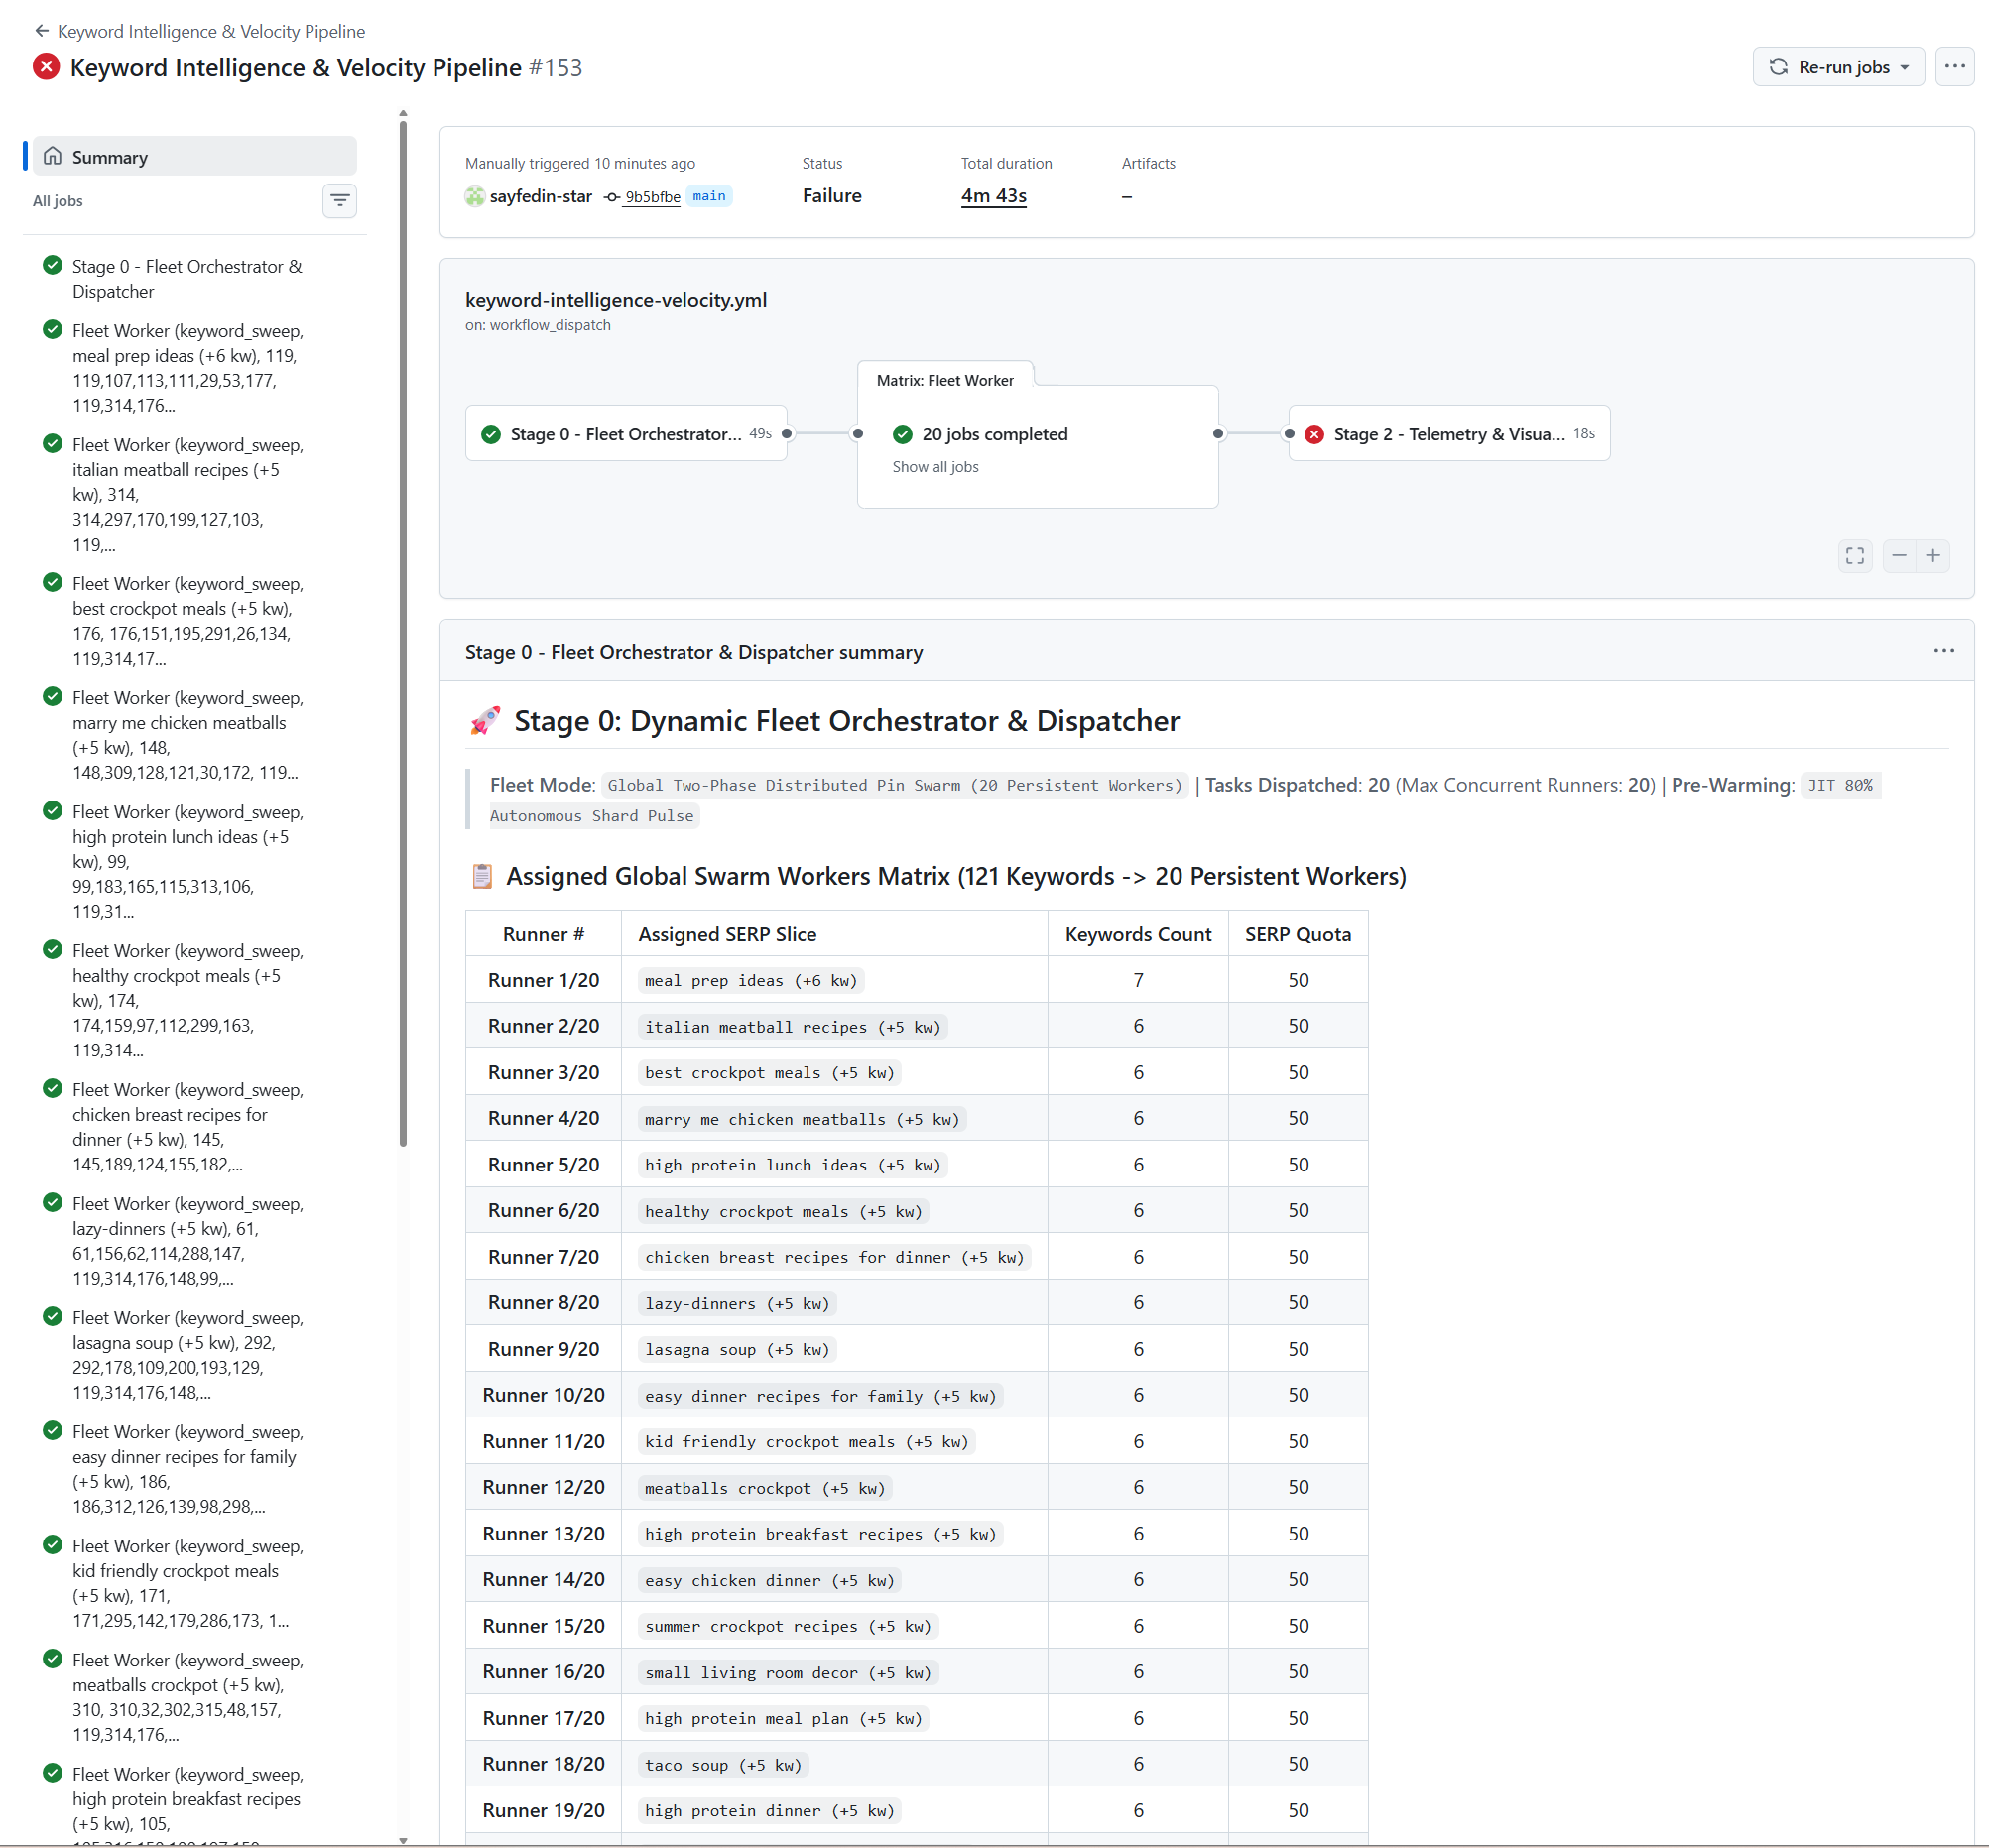 Keyword Intelligence & Velocity Pipeline
Keyword Intelligence & Velocity Pipeline #153
Re-run jobs
Summary
All jobs
Stage 0 - Fleet Orchestrator &
Dispatcher
Fleet Worker (keyword_sweep,
meal prep ideas (+6 kw), 119,
119,107,113,111,29,53,177,
119,314,176...
Fleet Worker (keyword_sweep,
italian meatball recipes (+5
kw), 314,
314,297,170,199,127,103,
119,...
Fleet Worker (keyword_sweep,
best crockpot meals (+5 kw),
176, 176,151,195,291,26,134,
119,314,17...
Fleet Worker (keyword_sweep,
marry me chicken meatballs
(+5 kw), 148,
148,309,128,121,30,172, 119...
Fleet Worker (keyword_sweep,
high protein lunch ideas (+5
kw), 99,
99,183,165,115,313,106,
119,31...
Fleet Worker (keyword_sweep,
healthy crockpot meals (+5
kw), 174,
174,159,97,112,299,163,
119,314...
Fleet Worker (keyword_sweep,
chicken breast recipes for
dinner (+5 kw), 145,
145,189,124,155,182,...
Fleet Worker (keyword_sweep,
lazy-dinners (+5 kw), 61,
61,156,62,114,288,147,
119,314,176,148,99,...
Fleet Worker (keyword_sweep,
lasagna soup (+5 kw), 292,
292,178,109,200,193,129,
119,314,176,148,...
Fleet Worker (keyword_sweep,
easy dinner recipes for family
(+5 kw), 186,
186,312,126,139,98,298,...
Fleet Worker (keyword_sweep,
kid friendly crockpot meals
(+5 kw), 171,
171,295,142,179,286,173, 1...
Fleet Worker (keyword_sweep,
meatballs crockpot (+5 kw),
310, 310,32,302,315,48,157,
119,314,176,...
Fleet Worker (keyword_sweep,
high protein breakfast recipes
(+5 kw), 105,
Manually triggered 10 minutes ago
sayfedin-star 9b5bfbe main
Status
Failure
Total duration
4m 43s
Artifacts
–
keyword-intelligence-velocity.yml
on: workflow_dispatch
Matrix: Fleet Worker
Stage 0 - Fleet Orchestrator... 49s
20 jobs completed
Show all jobs
Stage 2 - Telemetry & Visua... 18s
Stage 0 - Fleet Orchestrator & Dispatcher summary
Stage 0: Dynamic Fleet Orchestrator & Dispatcher
Fleet Mode: Global Two-Phase Distributed Pin Swarm (20 Persistent Workers) | Tasks Dispatched: 20 (Max Concurrent Runners: 20) | Pre-Warming: JIT 80%
Autonomous Shard Pulse
Assigned Global Swarm Workers Matrix (121 Keywords -> 20 Persistent Workers)
Runner # Assigned SERP Slice Keywords Count SERP Quota
Runner 1/20 meal prep ideas (+6 kw) 7 50
Runner 2/20 italian meatball recipes (+5 kw) 6 50
Runner 3/20 best crockpot meals (+5 kw) 6 50
Runner 4/20 marry me chicken meatballs (+5 kw) 6 50
Runner 5/20 high protein lunch ideas (+5 kw) 6 50
Runner 6/20 healthy crockpot meals (+5 kw) 6 50
Runner 7/20 chicken breast recipes for dinner (+5 kw) 6 50
Runner 8/20 lazy-dinners (+5 kw) 6 50
Runner 9/20 lasagna soup (+5 kw) 6 50
Runner 10/20 easy dinner recipes for family (+5 kw) 6 50
Runner 11/20 kid friendly crockpot meals (+5 kw) 6 50
Runner 12/20 meatballs crockpot (+5 kw) 6 50
Runner 13/20 high protein breakfast recipes (+5 kw) 6 50
Runner 14/20 easy chicken dinner (+5 kw) 6 50
Runner 15/20 summer crockpot recipes (+5 kw) 6 50
Runner 16/20 small living room decor (+5 kw) 6 50
Runner 17/20 high protein meal plan (+5 kw) 6 50
Runner 18/20 taco soup (+5 kw) 6 50
Runner 19/20 high protein dinner (+5 kw) 6 50